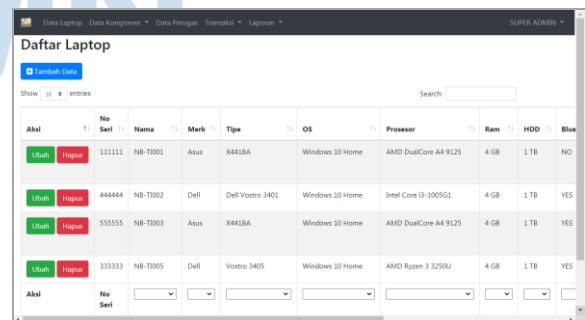 Data Laptop Data Komponen Data Petugas Transaksi Laporan SUPER ADMIN
Daftar Laptop
Tambah Data
Show 10 entries Search:
Aksi No Seri Nama Merk Tipe OS Prosesor Ram HDD Blue
Ubah Hapus 111111 NB-TI001 Asus X441BA Windows 10 Home AMD DualCore A4 9125 4 GB 1 TB NO
Ubah Hapus 444444 NB-TI002 Dell Dell Vostro 3401 Windows 10 Home Intel Core i3-1005G1 4 GB 1 TB YES
Ubah Hapus 555555 NB-TI003 Asus X441BA Windows 10 Home AMD DualCore A4 9125 4 GB 1 TB YES
Ubah Hapus 333333 NB-TI005 Dell Vostro 3405 Windows 10 Home AMD Ryzen 3 3250U 4 GB 1 TB YES
Aksi No Seri